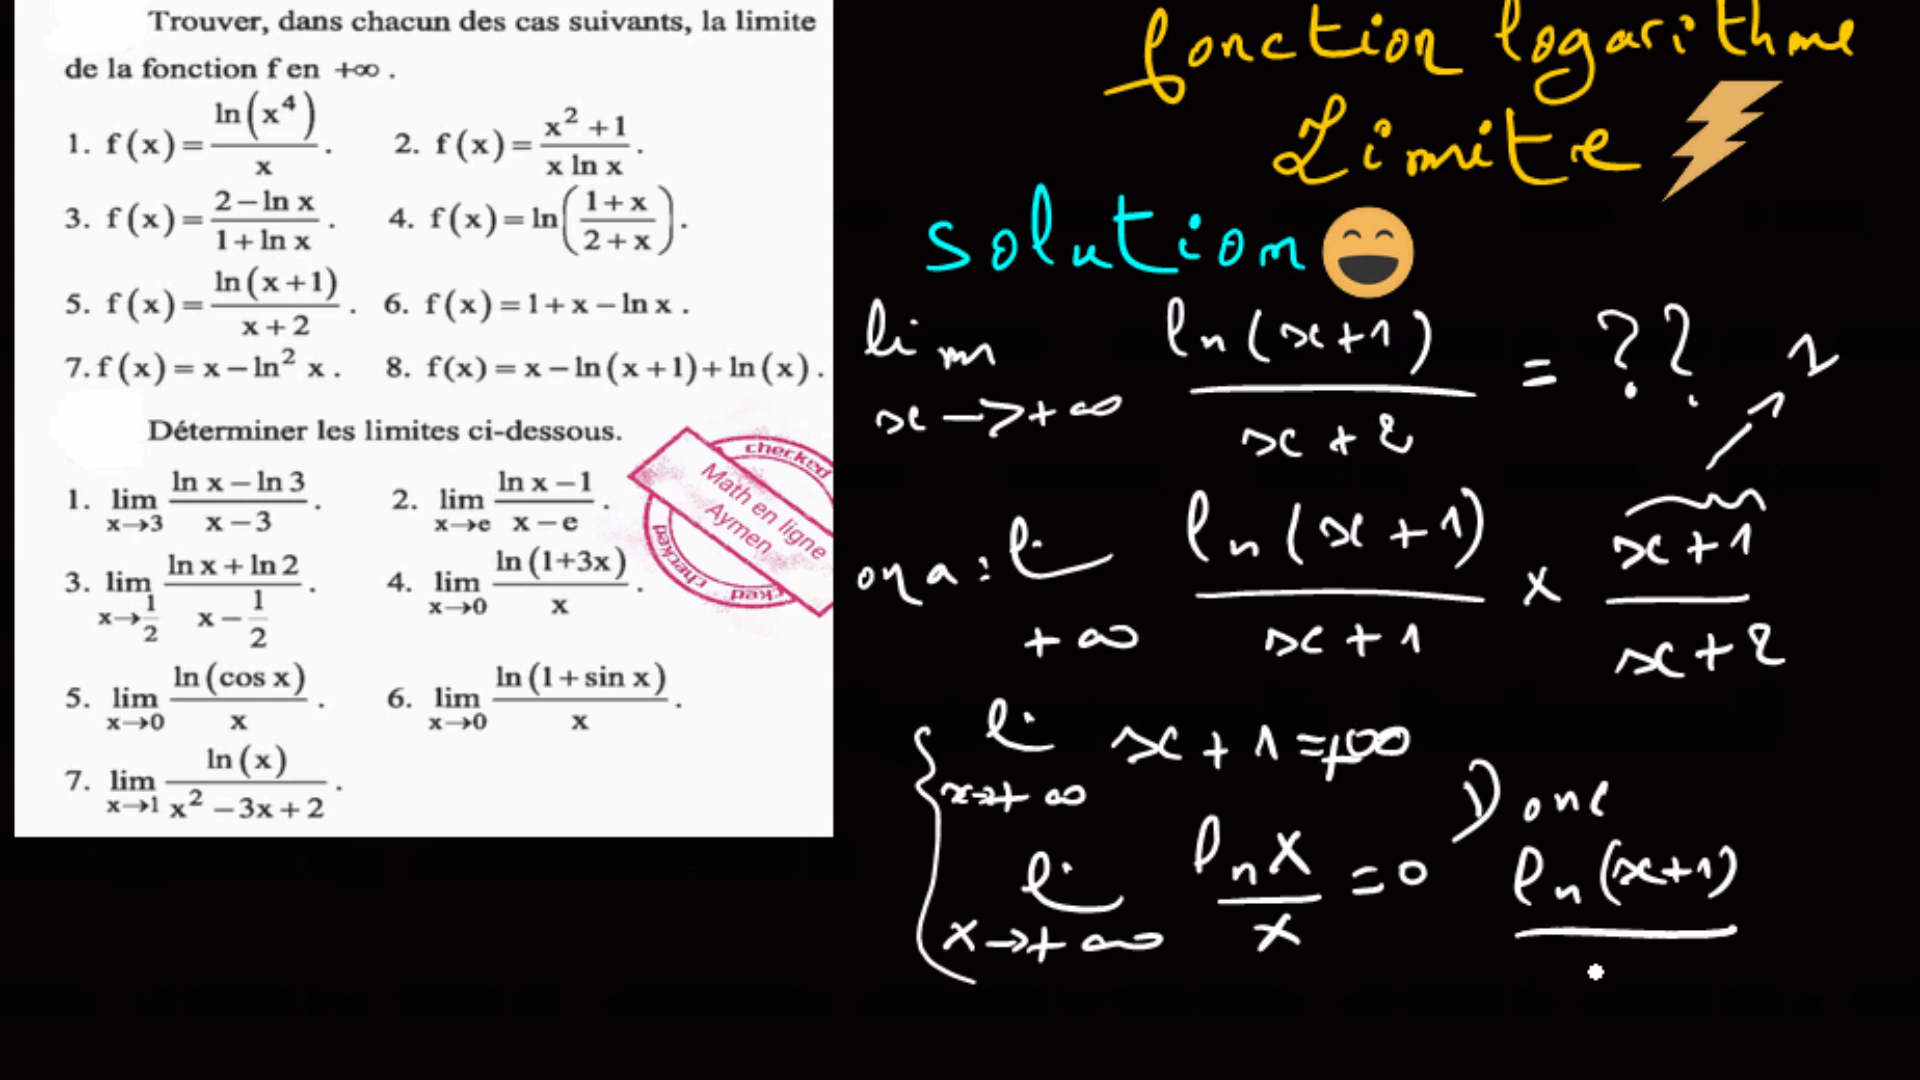 Trouver, dans chacun des cas suivants, la limite
de la fonction f en +∞ .
1. f(x) = ln(x⁴) / x .
2. f(x) = x² + 1 / x ln x .
3. f(x) = 2 − ln x / 1 + ln x .
4. f(x) = ln(1 + x / 2 + x) .
5. f(x) = ln(x + 1) / x + 2 .
6. f(x) = 1 + x − ln x .
7. f(x) = x − ln² x .
8. f(x) = x − ln(x + 1) + ln(x) .
Déterminer les limites ci-dessous.
1. lim x→3 ln x − ln 3 / x − 3 .
2. lim x→e ln x − 1 / x − e .
3. lim x→1/2 ln x + ln 2 / x − 1/2 .
4. lim x→0 ln(1+3x) / x .
5. lim x→0 ln(cos x) / x .
6. lim x→0 ln(1 + sin x) / x .
7. lim x→1 ln(x) / x² − 3x + 2 .
checked
Math en ligne
Aymen
checked
fonction logarithme
Limite
solution
lim x→+∞ ln(x+1) / x+2 = ??
1
on a : li +∞ ln(x+1) / x+1 × x+1 / x+2
li x→+∞ x+1 = +∞
li X→+∞ ln X / X = 0
Donc
ln(x+1)